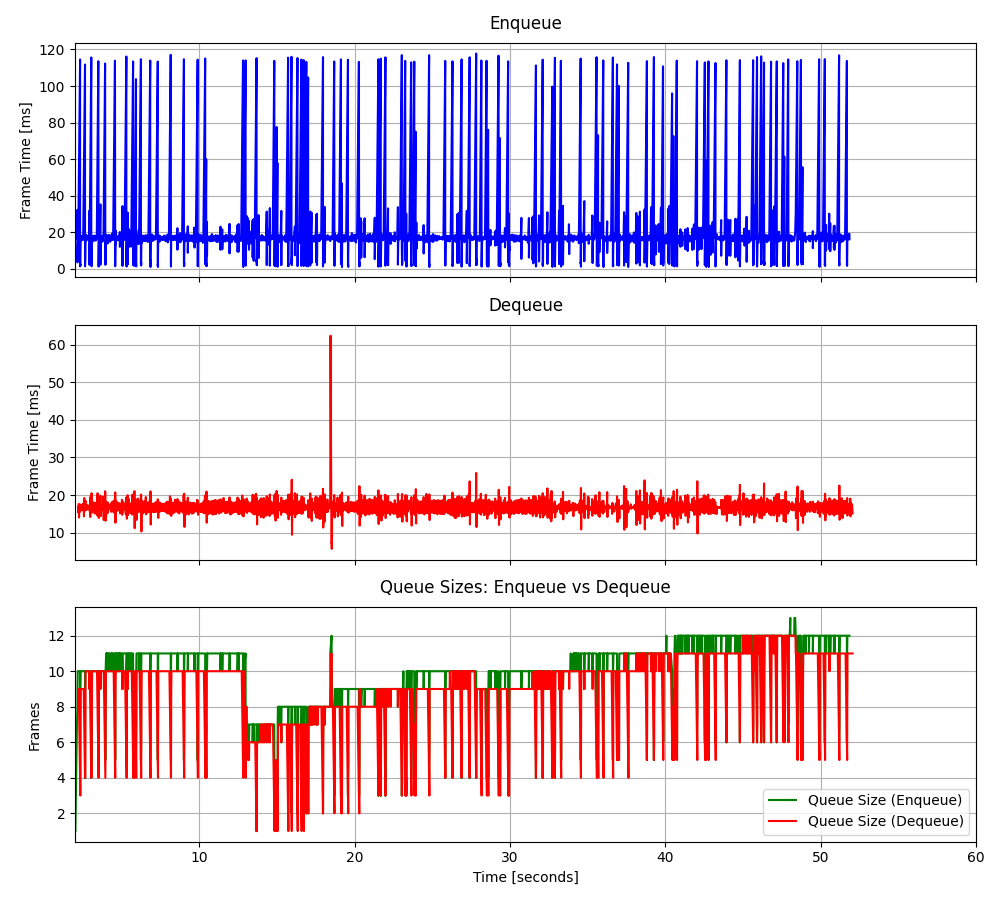 Enqueue
Frame Time [ms]
120
100
80
60
40
20
0
Dequeue
Frame Time [ms]
60
50
40
30
20
10
Queue Sizes: Enqueue vs Dequeue
Frames
12
10
8
6
4
2
Queue Size (Enqueue)
Queue Size (Dequeue)
10
20
30
40
50
60
Time [seconds]